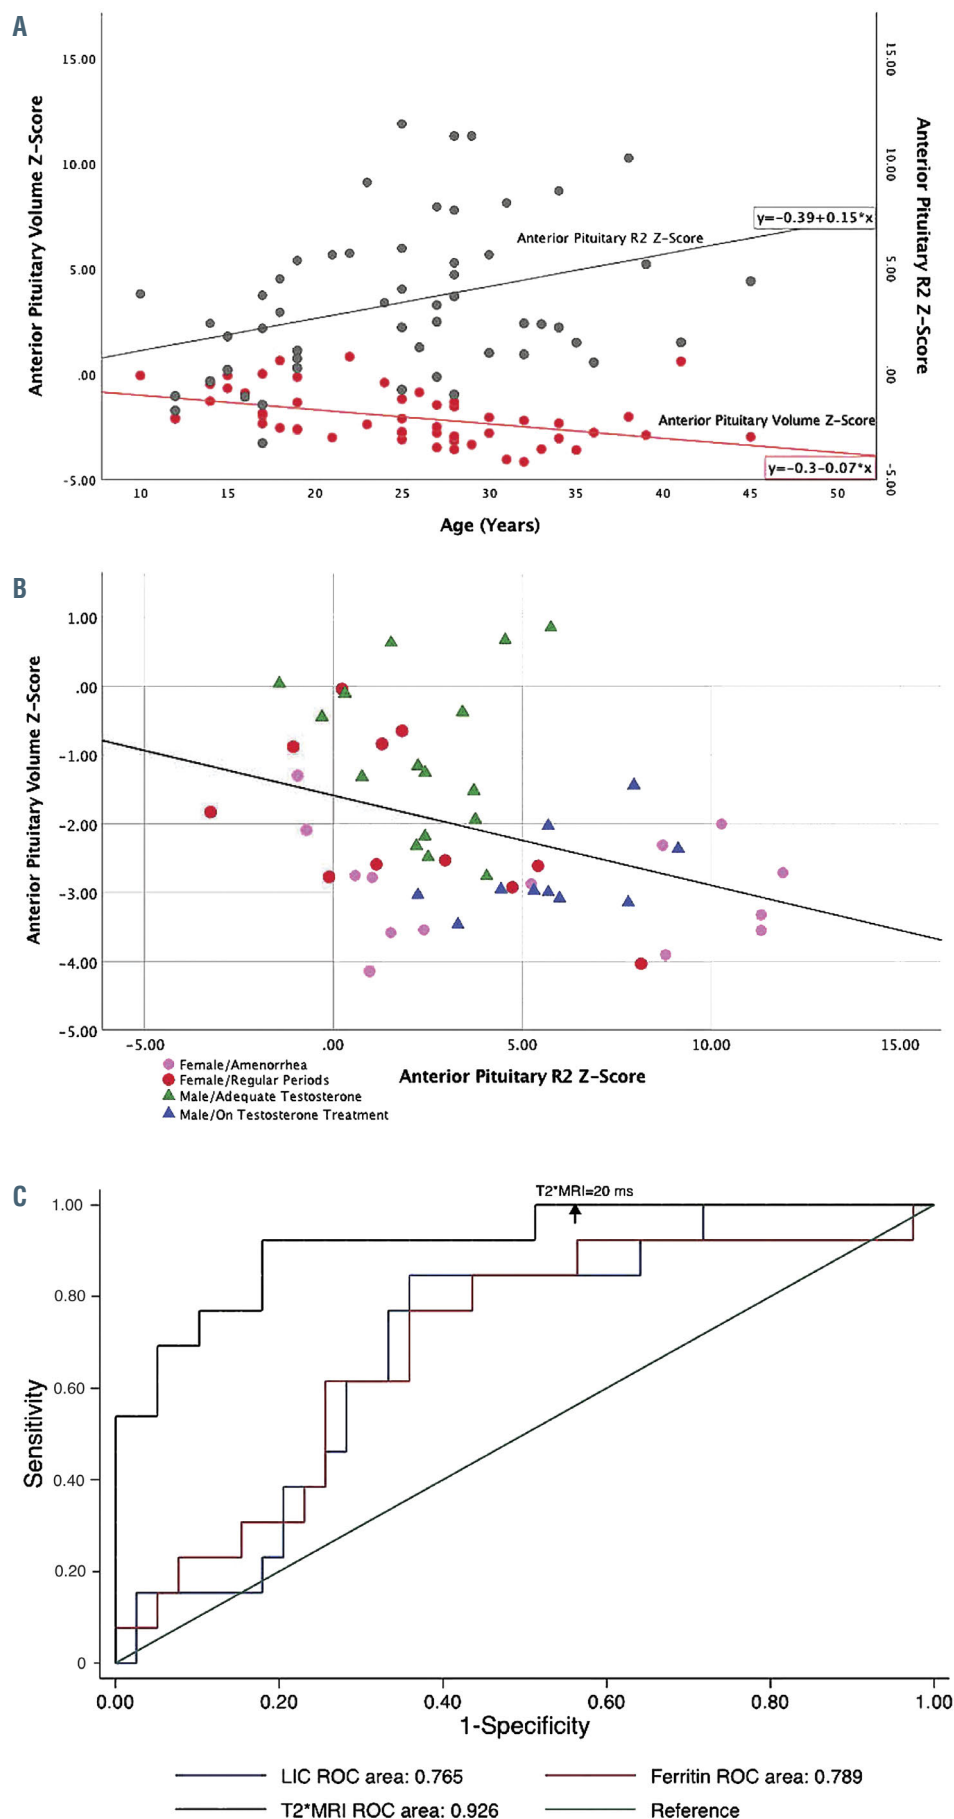 A
Anterior Pituitary Volume Z-Score
15.00
10.00
5.00
.00
-5.00
15.00
10.00
5.00
.00
-5.00
Anterior Pituitary R2 Z-Score
y=-0.39+0.15*x
Anterior Pituitary R2 Z-Score
Anterior Pituitary Volume Z-Score
y=-0.3-0.07*x
10 15 20 25 30 35 40 45 50
Age (Years)
B
Anterior Pituitary Volume Z-Score
1.00
.00
-1.00
-2.00
-3.00
-4.00
-5.00
-5.00 .00 5.00 10.00 15.00
Anterior Pituitary R2 Z-Score
Female/Amenorrhea
Female/Regular Periods
Male/Adequate Testosterone
Male/On Testosterone Treatment
C
T2*MRI=20 ms
Sensitivity
1.00
0.80
0.60
0.40
0.20
0
0.00 0.20 0.40 0.60 0.80 1.00
1-Specificity
LIC ROC area: 0.765 Ferritin ROC area: 0.789
T2*MRI ROC area: 0.926 Reference